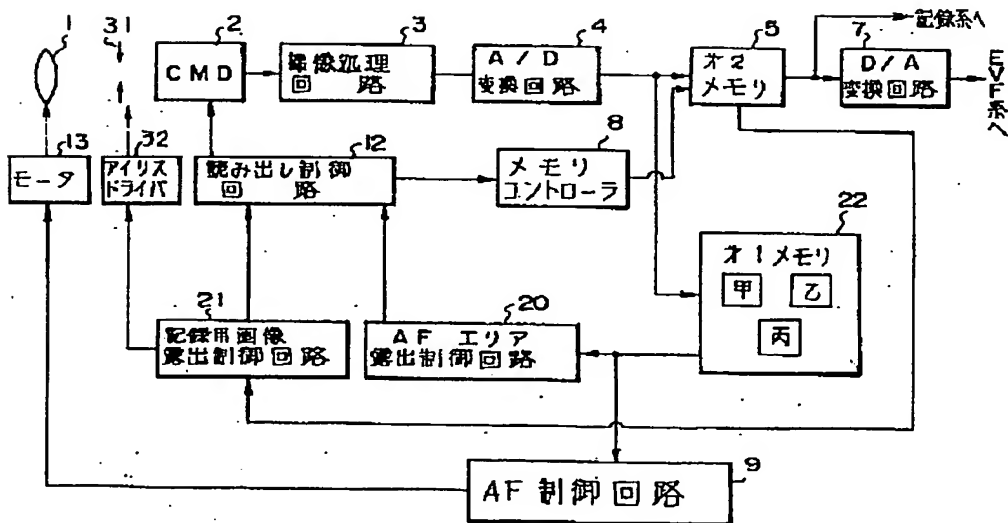 1
31
2
3
4
5
7
記録系へ
CMD
撮像処理
回路
A/D
変換回路
オ2
メモリ
D/A
変換回路
EVF系へ
13
32
12
8
モータ
アイリス
ドライバ
読み出し制御
回路
メモリ
コントローラ
22
オ1メモリ
甲
乙
丙
21
20
記録用画像
露出制御回路
AFエリア
露出制御回路
9
AF制御回路